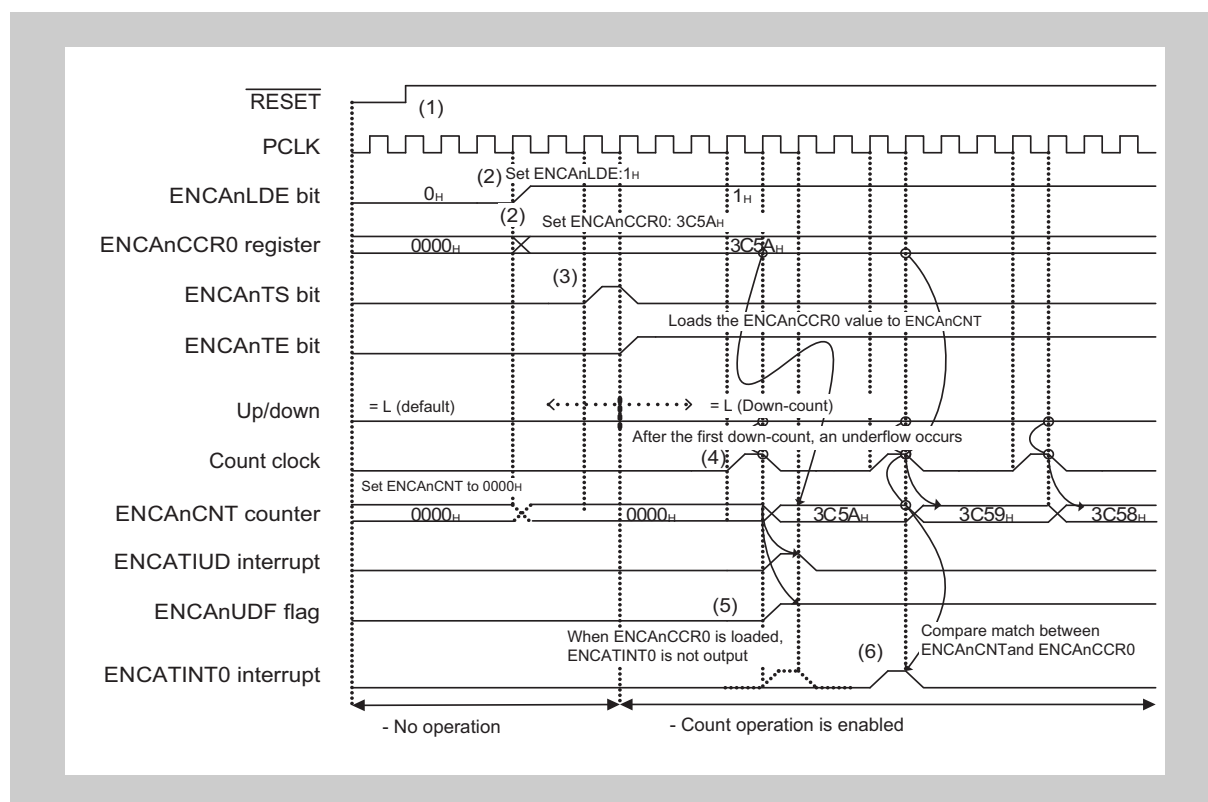 RESET
(1)
PCLK
(2) Set ENCAnLDE:1H
ENCAnLDE bit
0H
1H
(2) Set ENCAnCCR0: 3C5AH
ENCAnCCR0 register
0000H
3C5AH
(3)
ENCAnTS bit
Loads the ENCAnCCR0 value to ENCAnCNT
ENCAnTE bit
Up/down
= L (default)
= L (Down-count)
After the first down-count, an underflow occurs
Count clock
(4)
Set ENCAnCNT to 0000H
ENCAnCNT counter
0000H
0000H
3C5AH
3C59H
3C58H
ENCATIUD interrupt
ENCAnUDF flag
(5)
When ENCAnCCR0 is loaded,
ENCATINT0 is not output
Compare match between
ENCAnCNTand ENCAnCCR0
(6)
ENCATINT0 interrupt
- No operation
- Count operation is enabled